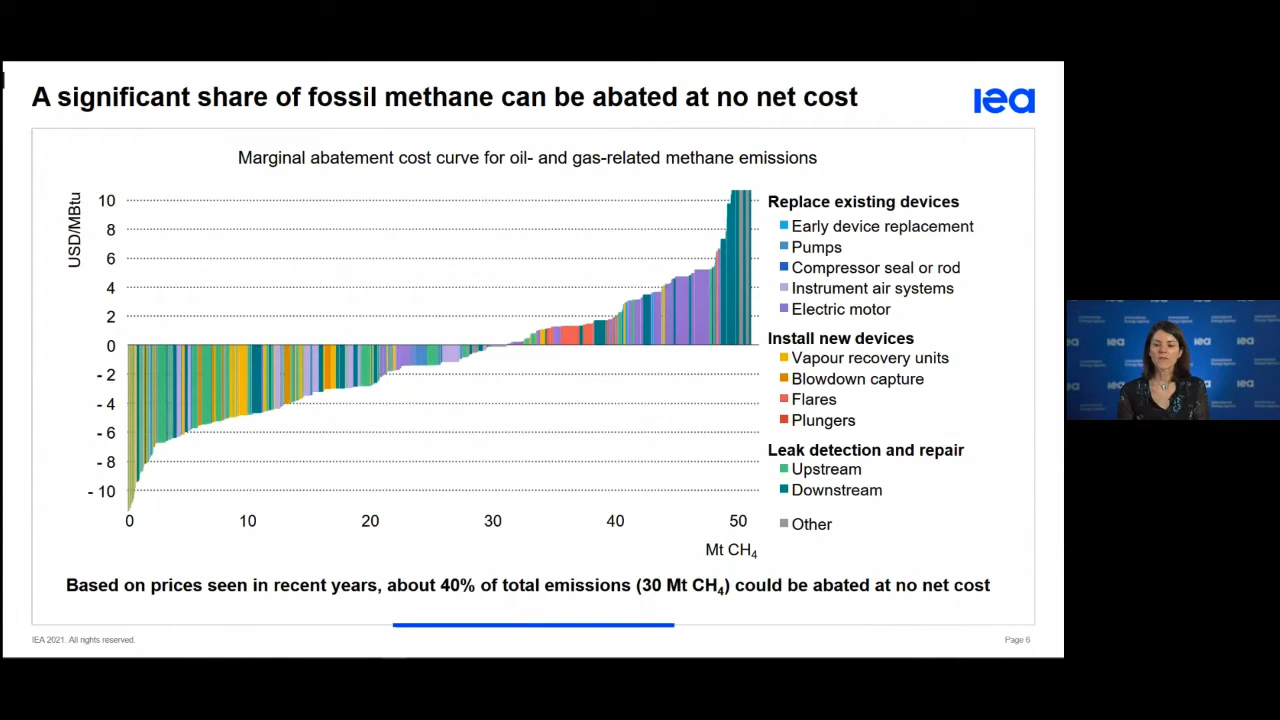 A significant share of fossil methane can be abated at no net cost
iea
Marginal abatement cost curve for oil- and gas-related methane emissions
USD/MBtu
10
8
6
4
2
0
- 2
- 4
- 6
- 8
- 10
0 10 20 30 40 50
Mt CH₄
Replace existing devices
Early device replacement
Pumps
Compressor seal or rod
Instrument air systems
Electric motor
Install new devices
Vapour recovery units
Blowdown capture
Flares
Plungers
Leak detection and repair
Upstream
Downstream
Other
Based on prices seen in recent years, about 40% of total emissions (30 Mt CH₄) could be abated at no net cost
IEA 2021. All rights reserved.
Page 6
iea
iea
iea
iea